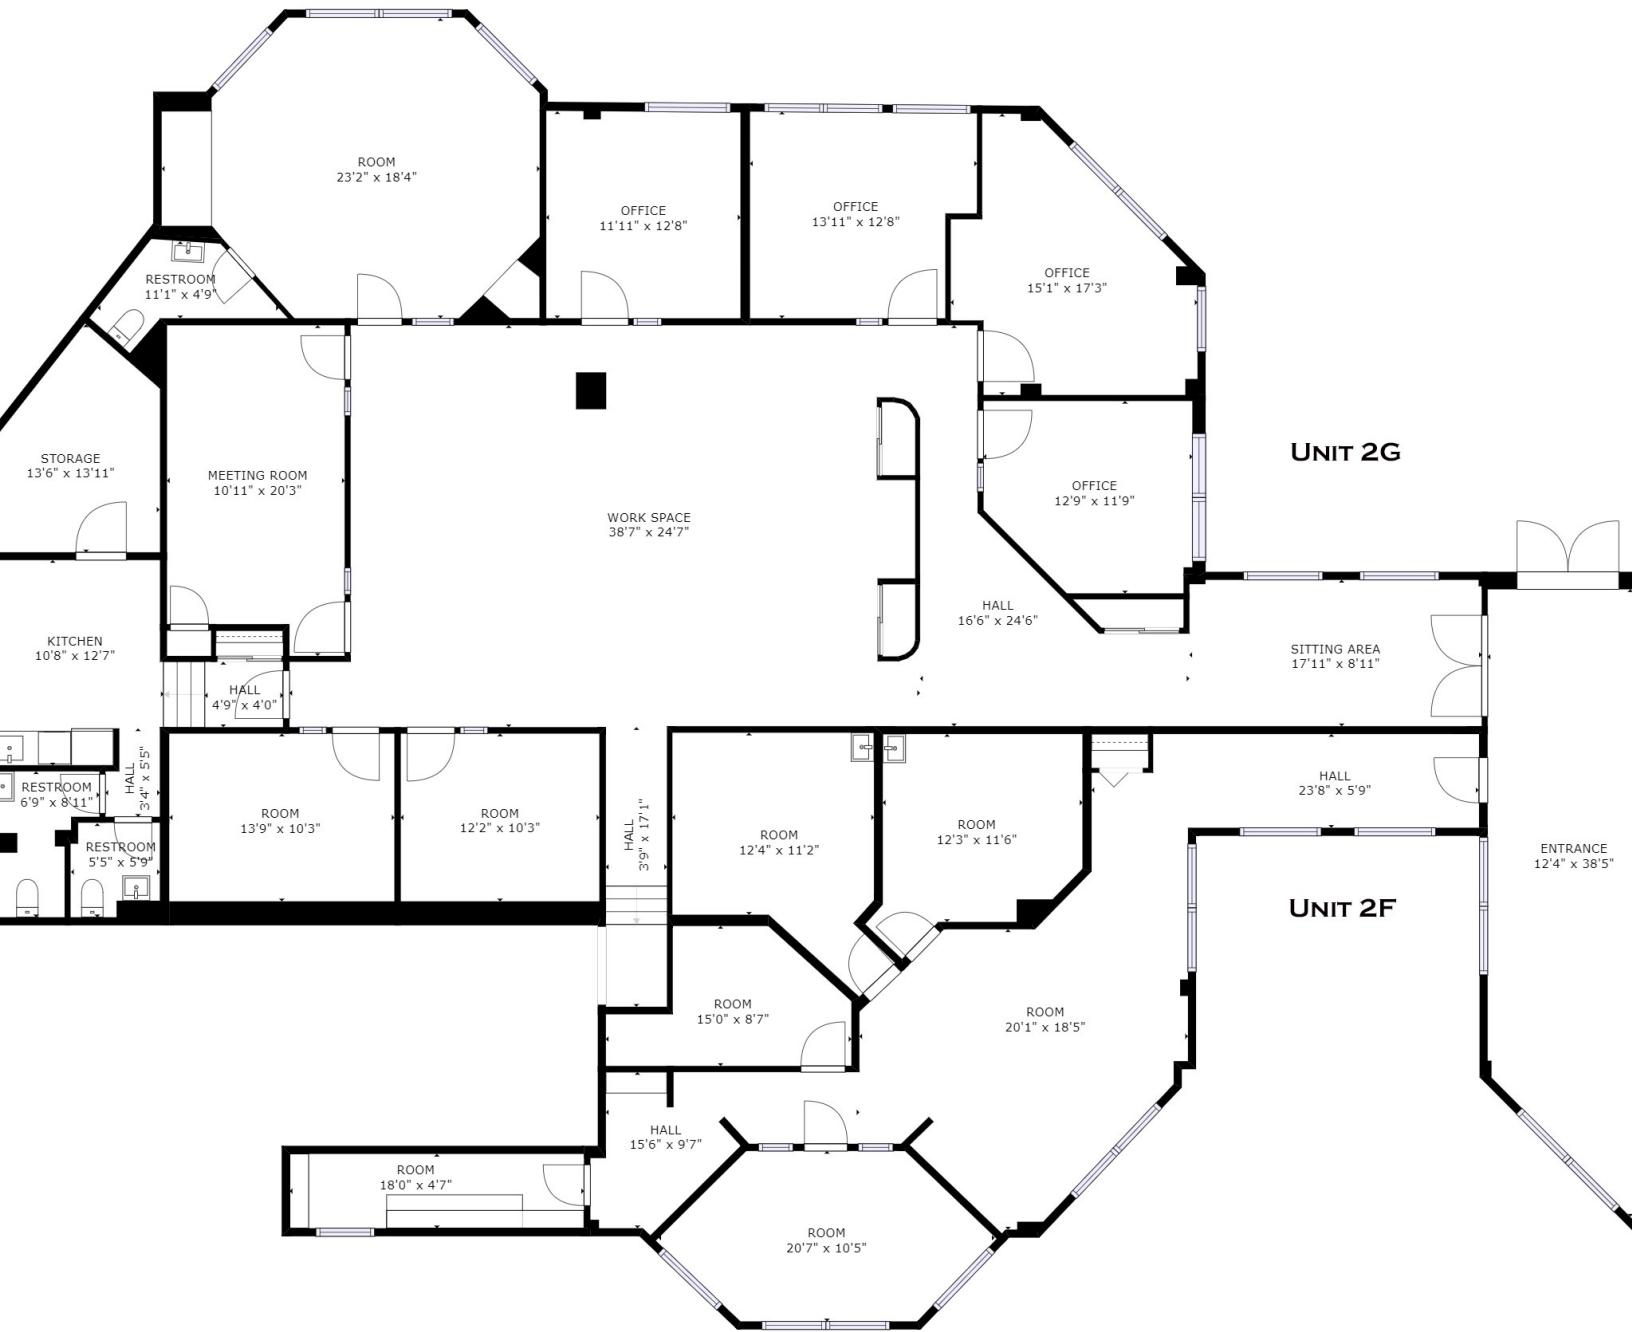 ROOM
23'2" x 18'4"
OFFICE
11'11" x 12'8"
OFFICE
13'11" x 12'8"
OFFICE
15'1" x 17'3"
RESTROOM
11'1" x 4'9"
STORAGE
13'6" x 13'11"
MEETING ROOM
10'11" x 20'3"
WORK SPACE
38'7" x 24'7"
OFFICE
12'9" x 11'9"
UNIT 2G
HALL
16'6" x 24'6"
KITCHEN
10'8" x 12'7"
SITTING AREA
17'11" x 8'11"
HALL
4'9" x 4'0"
HALL
3'4" x 5'5"
RESTROOM
6'9" x 8'11"
HALL
23'8" x 5'9"
ROOM
13'9" x 10'3"
ROOM
12'2" x 10'3"
HALL
3'9" x 17'1"
ROOM
12'4" x 11'2"
ROOM
12'3" x 11'6"
RESTROOM
5'5" x 5'9"
ENTRANCE
12'4" x 38'5"
UNIT 2F
ROOM
15'0" x 8'7"
ROOM
20'1" x 18'5"
HALL
15'6" x 9'7"
ROOM
18'0" x 4'7"
ROOM
20'7" x 10'5"